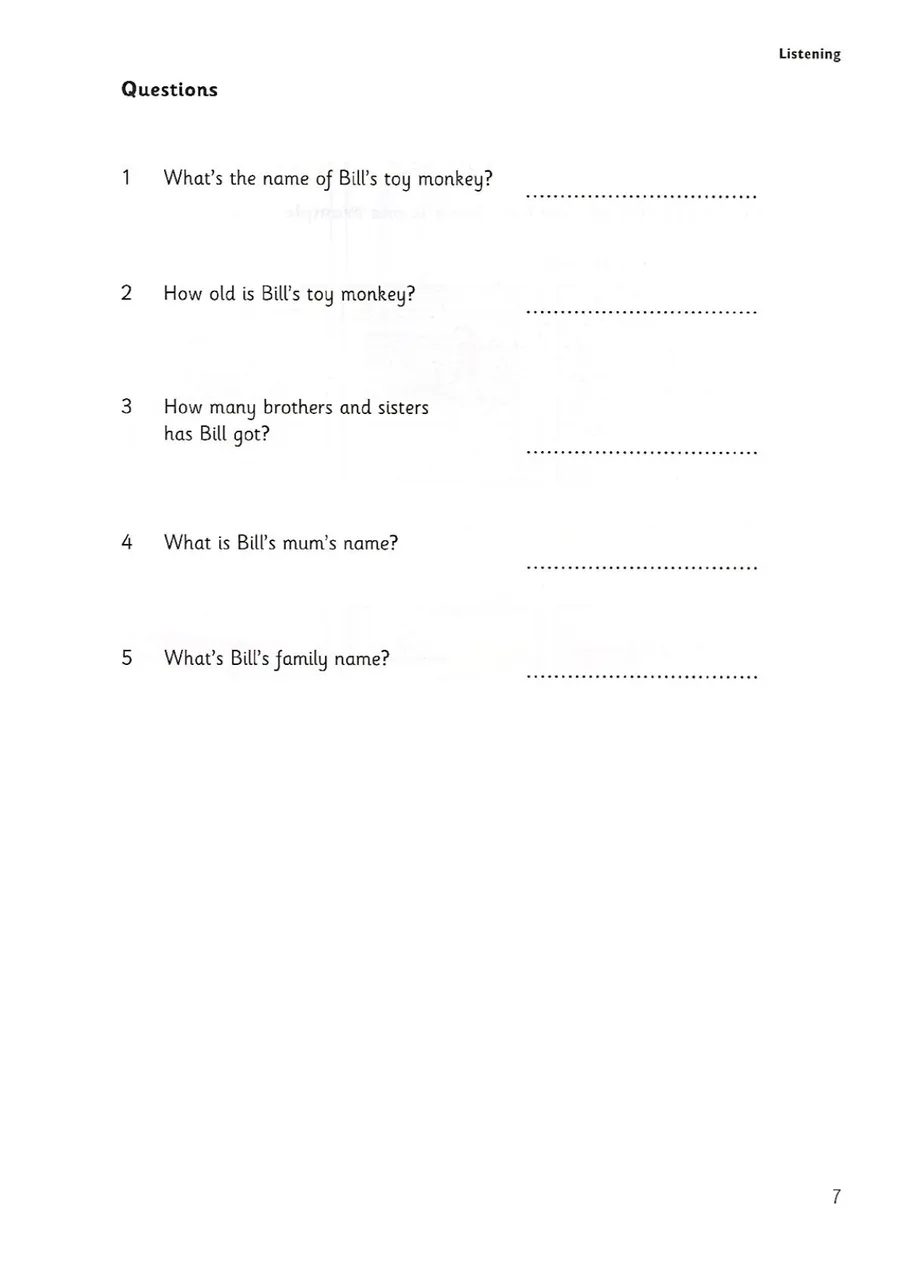 Listening
Questions
1 What's the name of Bill's toy monkey? ..................................
2 How old is Bill's toy monkey? ..................................
3 How many brothers and sisters
has Bill got? ..................................
4 What is Bill's mum's name? ..................................
5 What's Bill's family name? ..................................
7